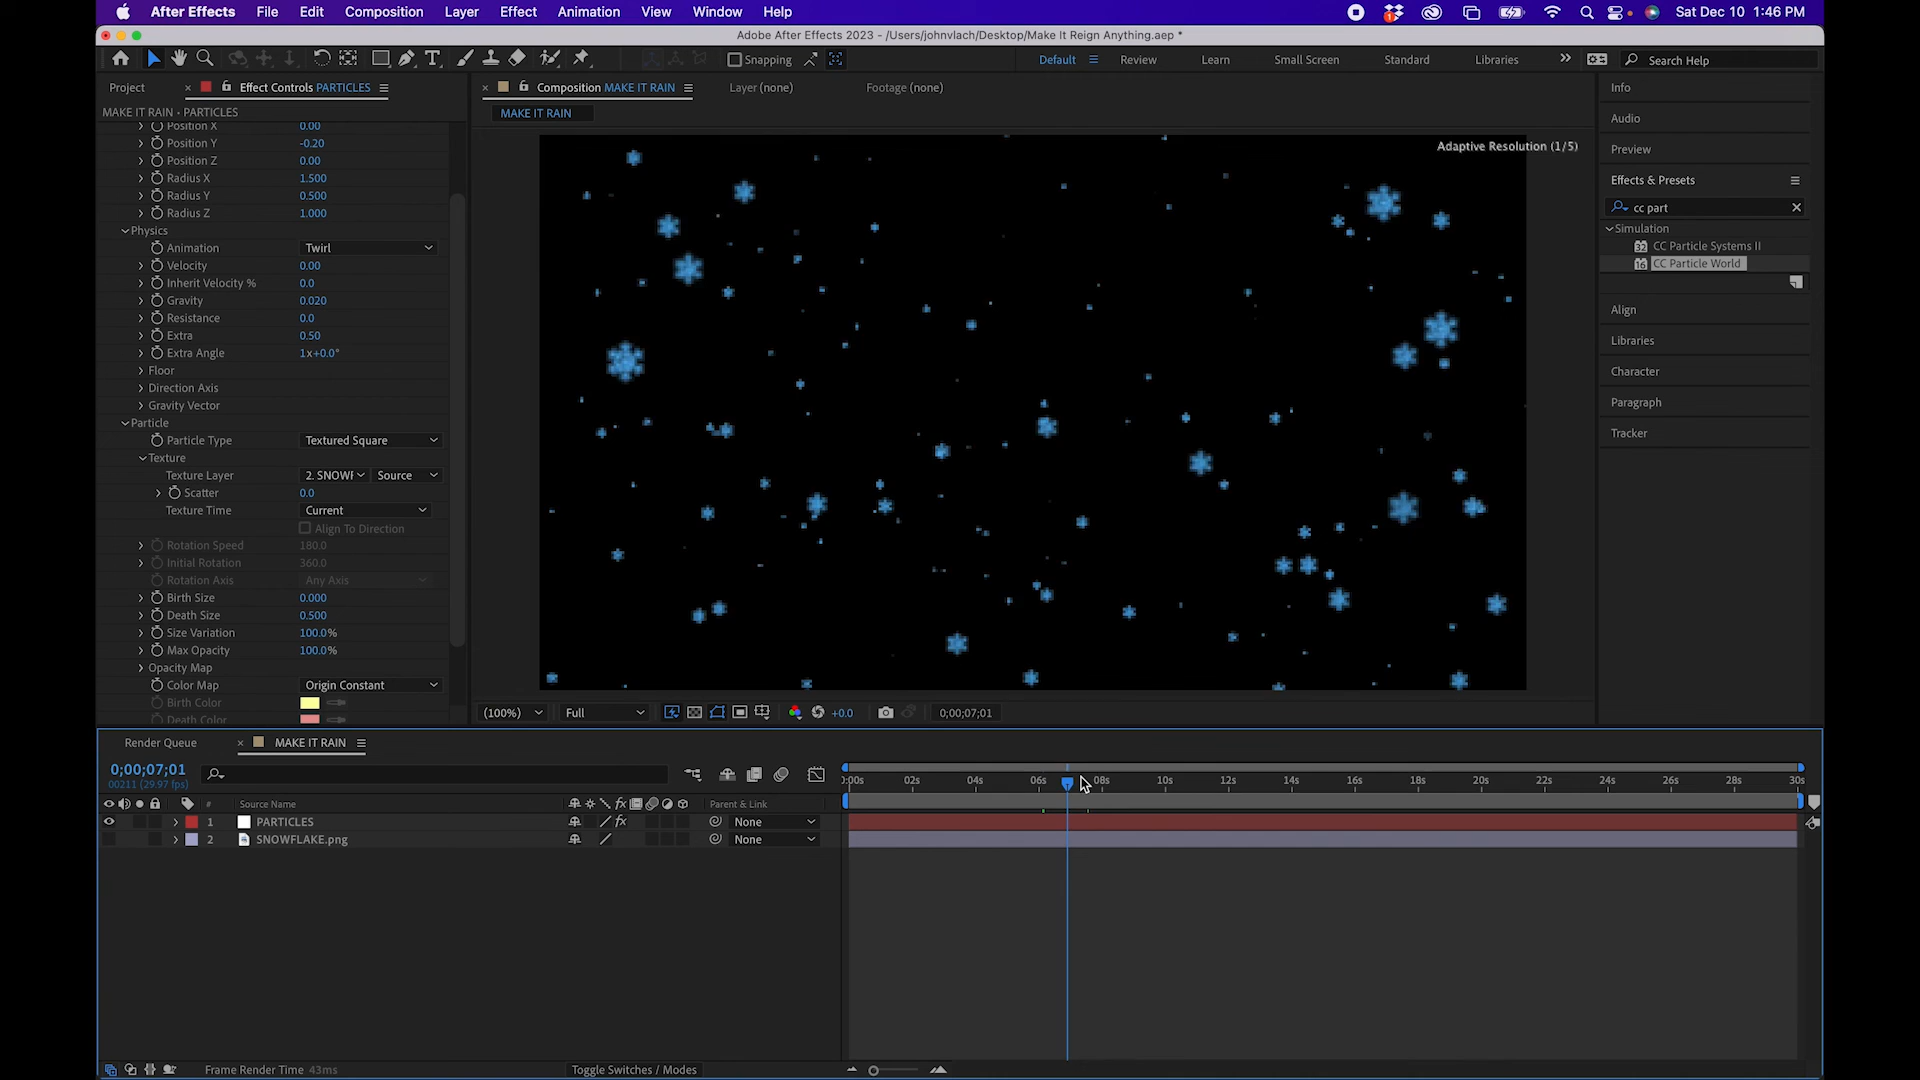 After Effects File Edit Composition Layer Effect Animation View Window Help Sat Dec 10 1:46 PM
Adobe After Effects 2023 - /Users/johnvlach/Desktop/Make It Reign Anything.aep *
Snapping Default Review Learn Small Screen Standard Libraries Search Help
Project Effect Controls PARTICLES
Composition MAKE IT RAIN Layer (none) Footage (none)
MAKE IT RAIN • PARTICLES
MAKE IT RAIN
Adaptive Resolution (1/5)
Position X 0.00
Position Y -0.20
Position Z 0.00
Radius X 1.500
Radius Y 0.500
Radius Z 1.000
Physics
Animation Twirl
Velocity 0.00
Inherit Velocity % 0.0
Gravity 0.020
Resistance 0.0
Extra 0.50
Extra Angle 1x+0.0°
Floor
Direction Axis
Gravity Vector
Particle
Particle Type Textured Square
Texture
Texture Layer 2. SNOWF Source
Scatter 0.0
Texture Time Current
Align To Direction
Rotation Speed 180.0
Initial Rotation 360.0
Rotation Axis Any Axis
Birth Size 0.000
Death Size 0.500
Size Variation 100.0%
Max Opacity 100.0%
Opacity Map
Color Map Origin Constant
Birth Color
Death Color
(100%) Full +0.0 0;00;07;01
Info
Audio
Preview
Effects & Presets
cc part
Simulation
32 CC Particle Systems II
16 CC Particle World
Align
Libraries
Character
Paragraph
Tracker
Render Queue MAKE IT RAIN
0;00;07;01
00211 (29.97 fps)
0:00s 02s 04s 06s 08s 10s 12s 14s 16s 18s 20s 22s 24s 26s 28s 30s
# Source Name fx Parent & Link
1 PARTICLES fx None
2 SNOWFLAKE.png None
Frame Render Time 43ms Toggle Switches / Modes